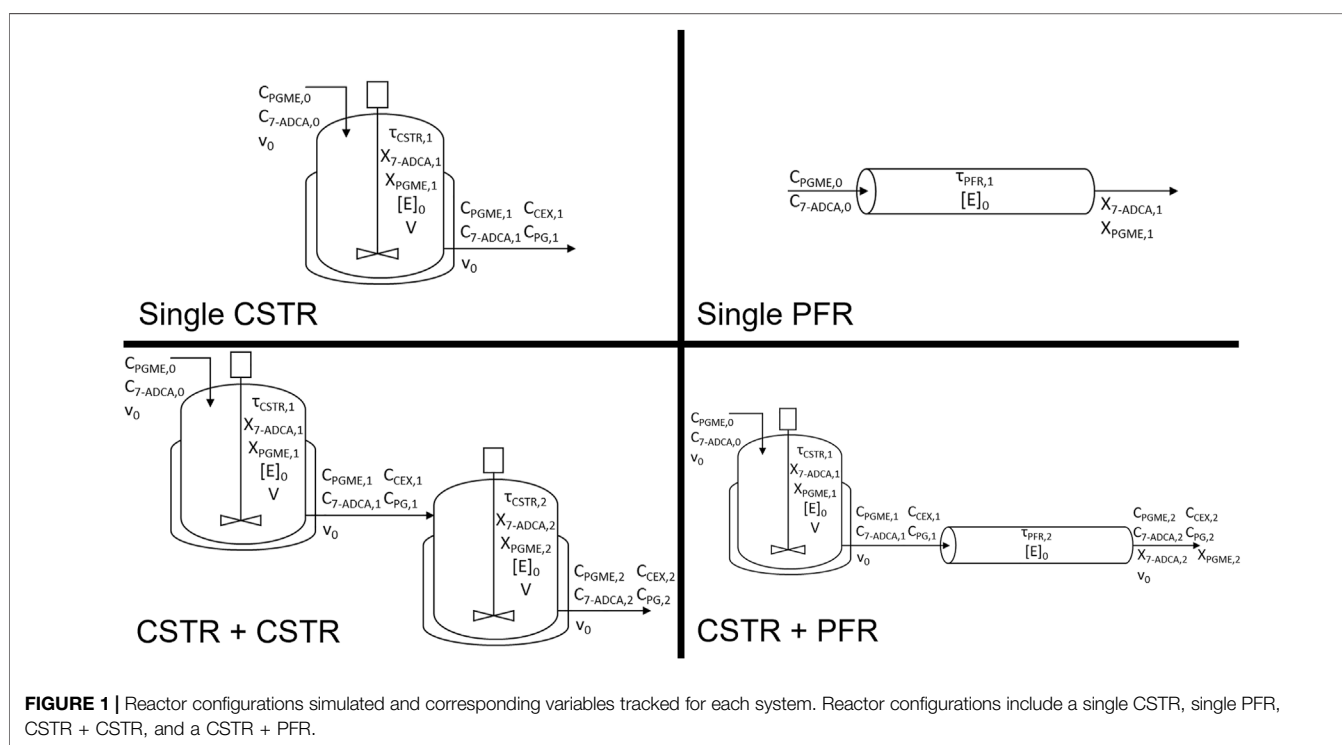 C_PGME,0
C_7-ADCA,0
v_0
τ_CSTR,1
X_7-ADCA,1
X_PGME,1
[E]_0
V
C_PGME,1 C_CEX,1
C_7-ADCA,1 C_PG,1
v_0
Single CSTR
C_PGME,0
C_7-ADCA,0
τ_PFR,1
[E]_0
X_7-ADCA,1
X_PGME,1
Single PFR
C_PGME,0
C_7-ADCA,0
v_0
τ_CSTR,1
X_7-ADCA,1
X_PGME,1
[E]_0
V
C_PGME,1 C_CEX,1
C_7-ADCA,1 C_PG,1
v_0
τ_CSTR,2
X_7-ADCA,2
X_PGME,2
[E]_0
V
C_PGME,2 C_CEX,2
C_7-ADCA,2 C_PG,2
v_0
CSTR + CSTR
C_PGME,0
C_7-ADCA,0
v_0
τ_CSTR,1
X_7-ADCA,1
X_PGME,1
[E]_0
V
C_PGME,1 C_CEX,1
C_7-ADCA,1 C_PG,1
v_0
τ_PFR,2
[E]_0
C_PGME,2 C_CEX,2
C_7-ADCA,2 C_PG,2
X_7-ADCA,2 X_PGME,2
v_0
CSTR + PFR
FIGURE 1 | Reactor configurations simulated and corresponding variables tracked for each system. Reactor configurations include a single CSTR, single PFR,
CSTR + CSTR, and a CSTR + PFR.